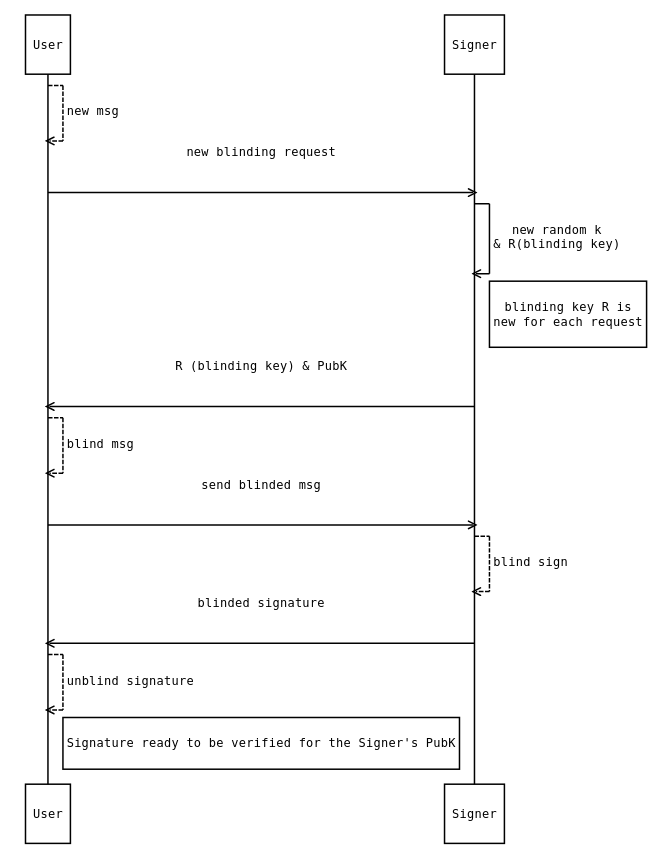 User
Signer
new msg
new blinding request
new random k
& R(blinding key)
blinding key R is
new for each request
R (blinding key) & PubK
blind msg
send blinded msg
blind sign
blinded signature
unblind signature
Signature ready to be verified for the Signer's PubK
User
Signer